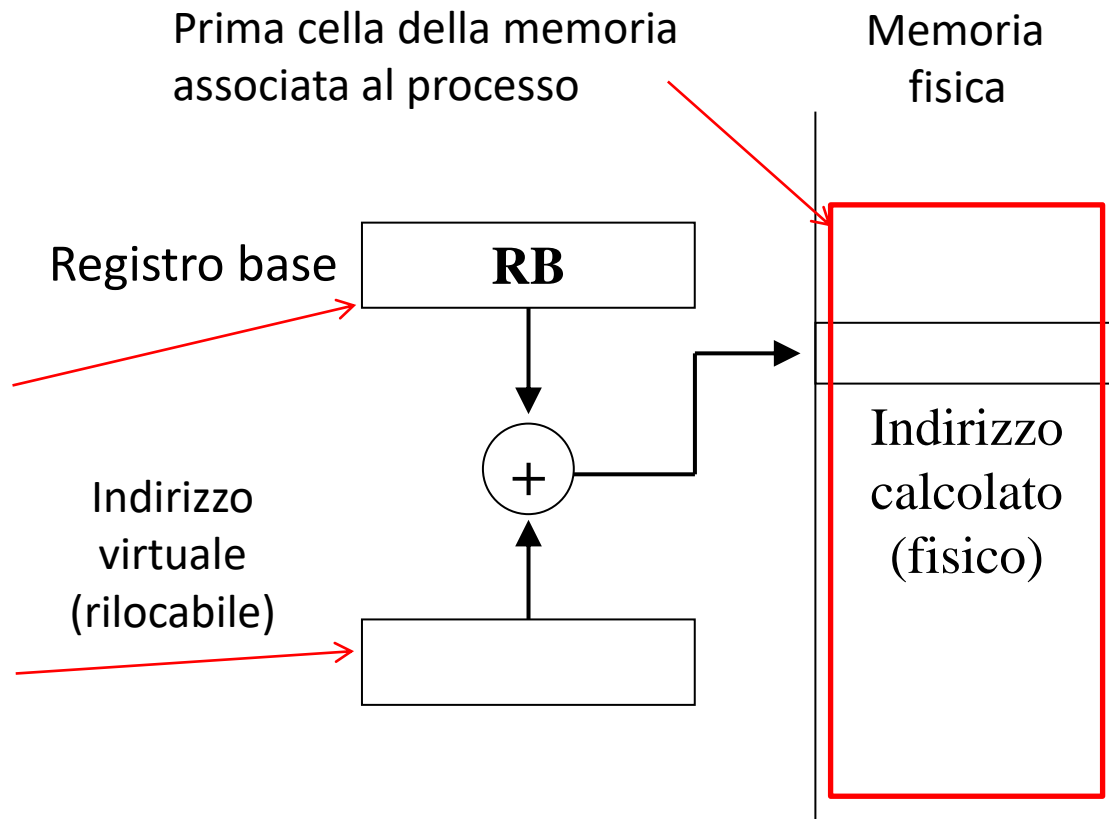 Prima cella della memoria
associata al processo
Memoria
fisica
Registro base
RB
+
Indirizzo
virtuale
(rilocabile)
Indirizzo
calcolato
(fisico)